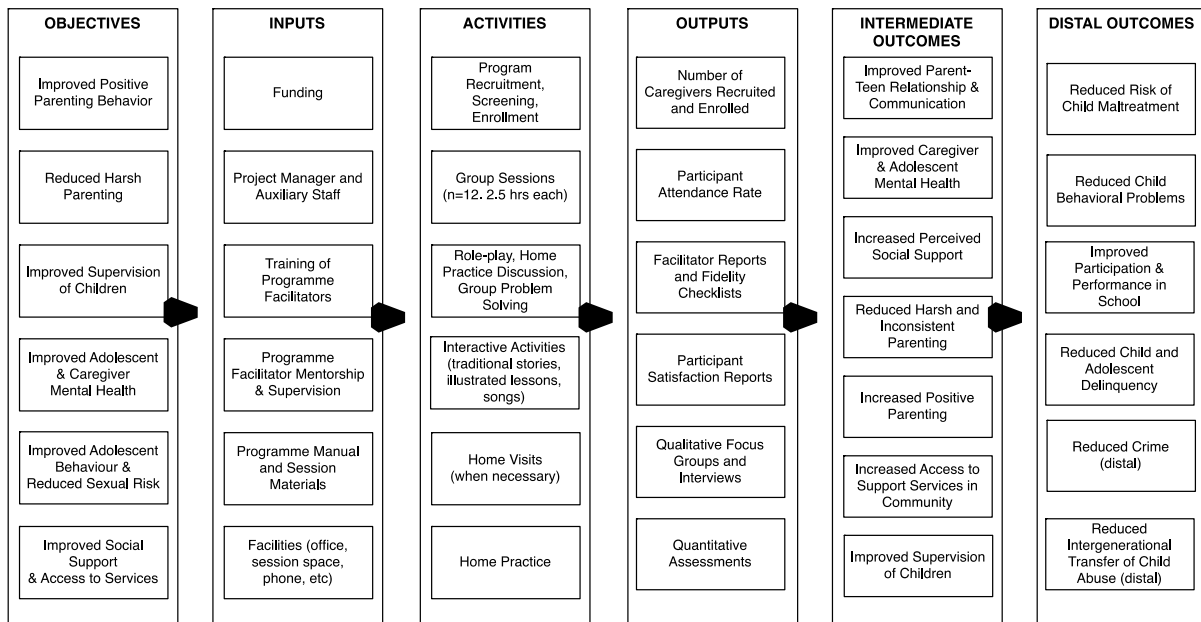 OBJECTIVES
Improved Positive
Parenting Behavior
Reduced Harsh
Parenting
Improved Supervision
of Children
Improved Adolescent
& Caregiver
Mental Health
Improved Adolescent
Behaviour &
Reduced Sexual Risk
Improved Social
Support
& Access to Services
INPUTS
Funding
Project Manager and
Auxiliary Staff
Training of
Programme
Facilitators
Programme
Facilitator Mentorship
& Supervision
Programme Manual
and Session
Materials
Facilities (office,
session space,
phone, etc)
ACTIVITIES
Program
Recruitment,
Screening,
Enrollment
Group Sessions
(n=12. 2.5 hrs each)
Role-play, Home
Practice Discussion,
Group Problem
Solving
Interactive Activities
(traditional stories,
illustrated lessons,
songs)
Home Visits
(when necessary)
Home Practice
OUTPUTS
Number of
Caregivers Recruited
and Enrolled
Participant
Attendance Rate
Facilitator Reports
and Fidelity
Checklists
Participant
Satisfaction Reports
Qualitative Focus
Groups and
Interviews
Quantitative
Assessments
INTERMEDIATE
OUTCOMES
Improved Parent-
Teen Relationship &
Communication
Improved Caregiver
& Adolescent
Mental Health
Increased Perceived
Social Support
Reduced Harsh and
Inconsistent
Parenting
Increased Positive
Parenting
Increased Access to
Support Services in
Community
Improved Supervision
of Children
DISTAL OUTCOMES
Reduced Risk of
Child Maltreatment
Reduced Child
Behavioral Problems
Improved
Participation &
Performance in
School
Reduced Child and
Adolescent
Delinquency
Reduced Crime
(distal)
Reduced
Intergenerational
Transfer of Child
Abuse (distal)